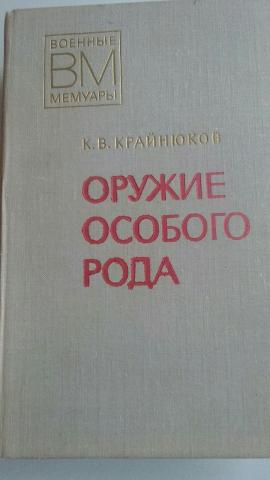 ВОЕННЫЕ
ВМ
МЕМУАРЫ
К. В. КРАЙНЮКОВ
ОРУЖИЕ
ОСОБОГО
РОДА